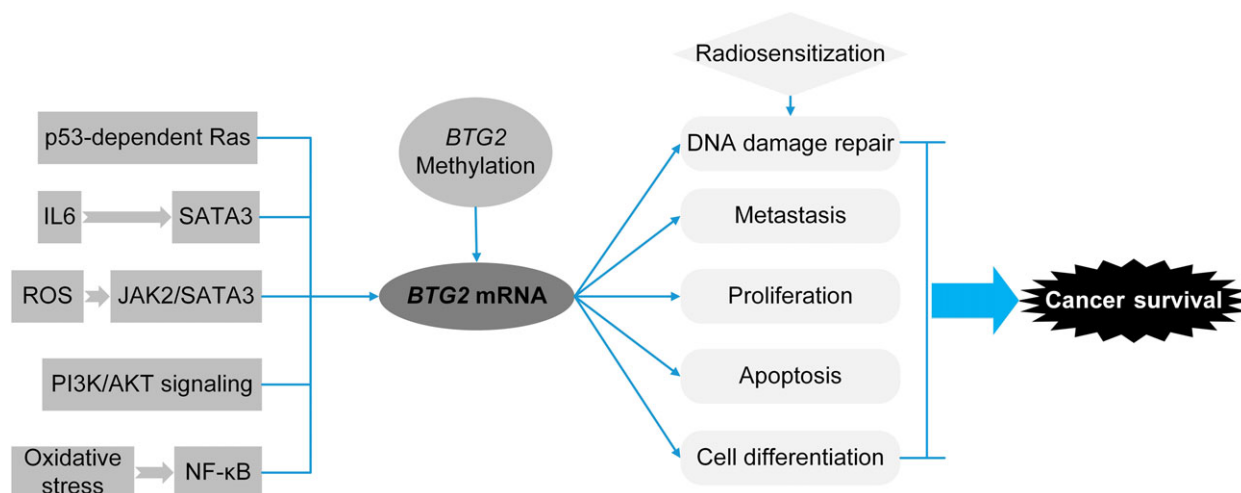 Radiosensitization
p53-dependent Ras
BTG2
Methylation
DNA damage repair
IL6
SATA3
Metastasis
ROS
JAK2/SATA3
BTG2 mRNA
Proliferation
Cancer survival
PI3K/AKT signaling
Apoptosis
Oxidative
stress
NF-κB
Cell differentiation